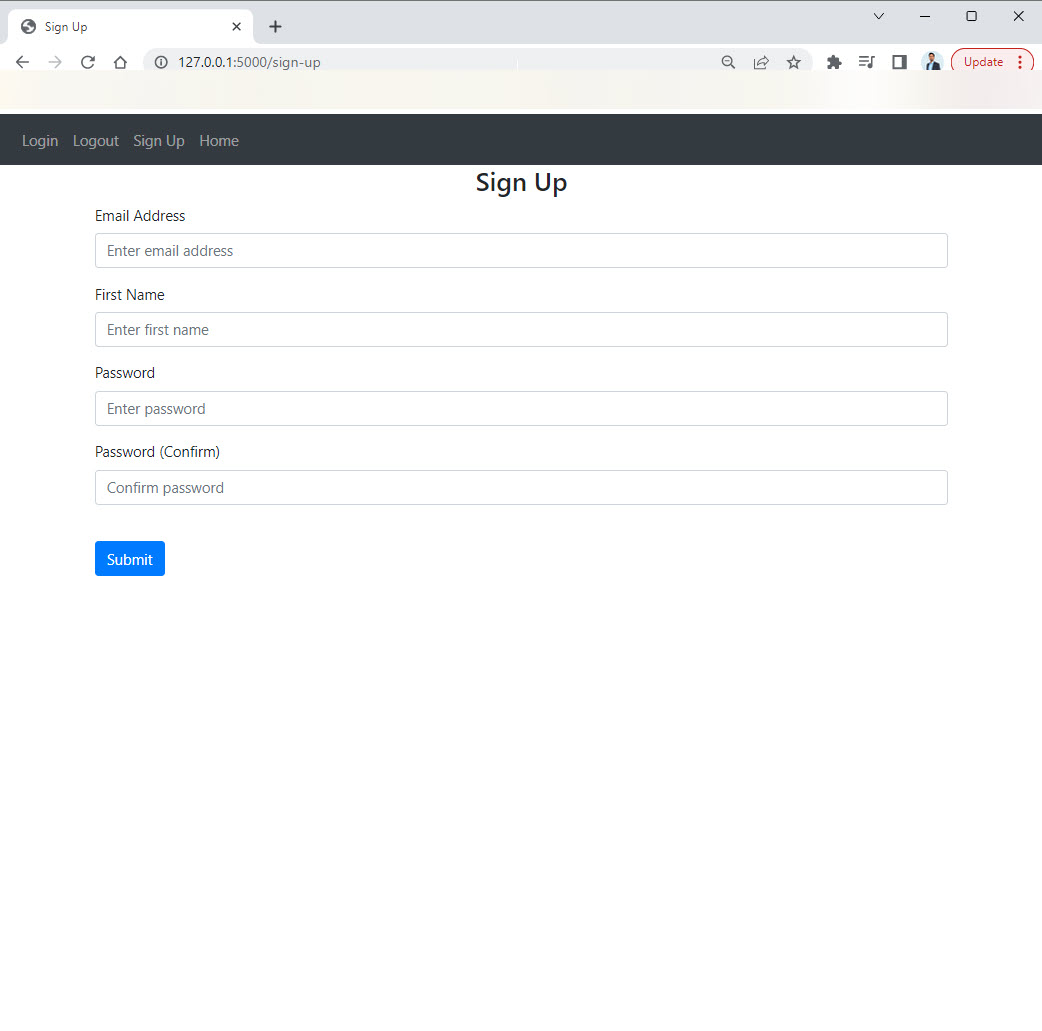 Sign Up
127.0.0.1:5000/sign-up
Update
Login Logout Sign Up Home
Sign Up
Email Address
Enter email address
First Name
Enter first name
Password
Enter password
Password (Confirm)
Confirm password
Submit